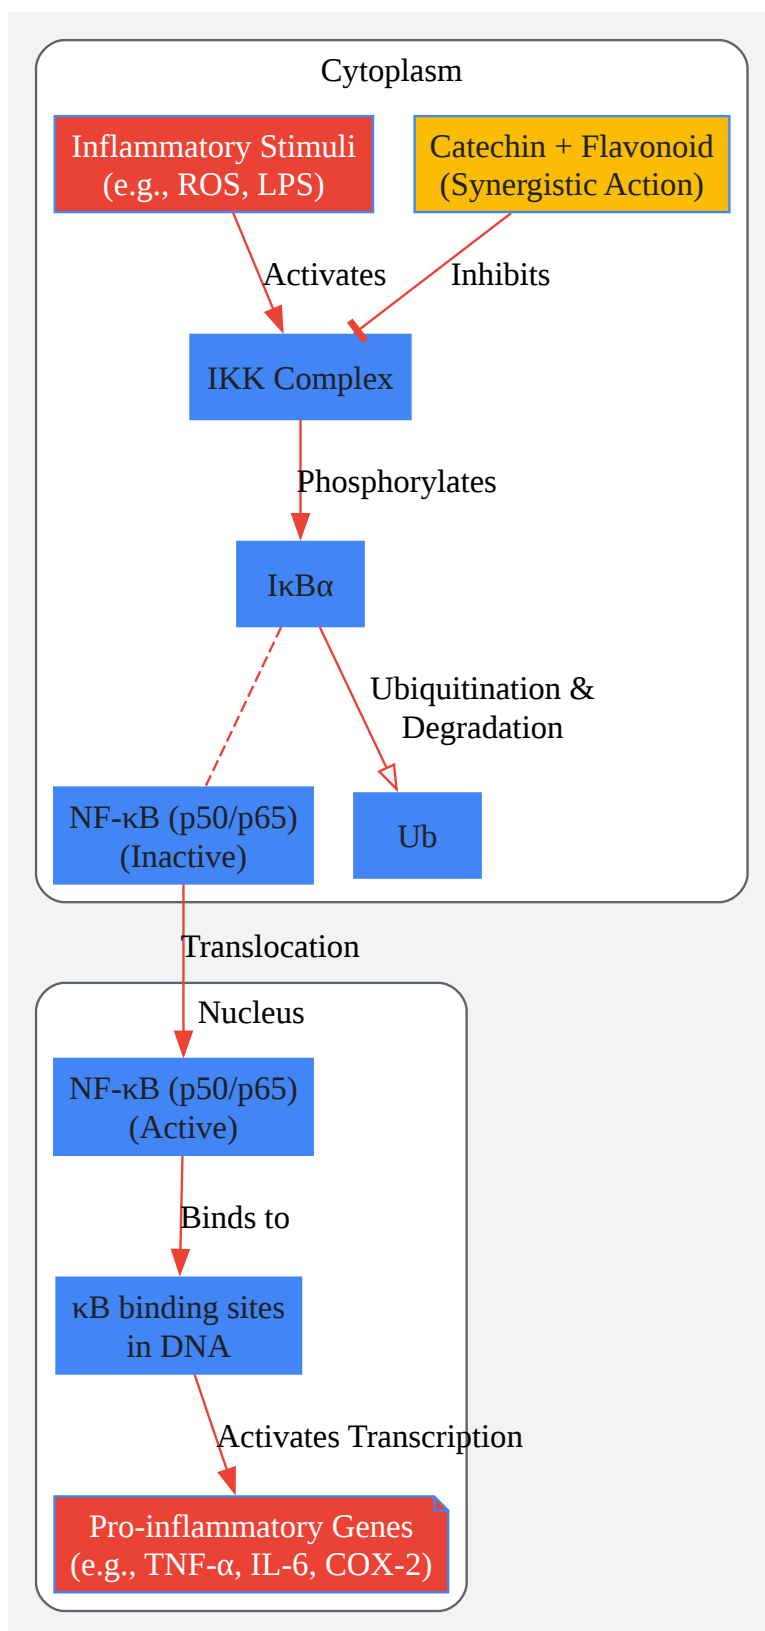 Cytoplasm
Inflammatory Stimuli
(e.g., ROS, LPS)
Catechin + Flavonoid
(Synergistic Action)
Activates
Inhibits
IKK Complex
Phosphorylates
IκBα
Ubiquitination &
Degradation
NF-κB (p50/p65)
(Inactive)
Ub
Translocation
Nucleus
NF-κB (p50/p65)
(Active)
Binds to
κB binding sites
in DNA
Activates Transcription
Pro-inflammatory Genes
(e.g., TNF-α, IL-6, COX-2)